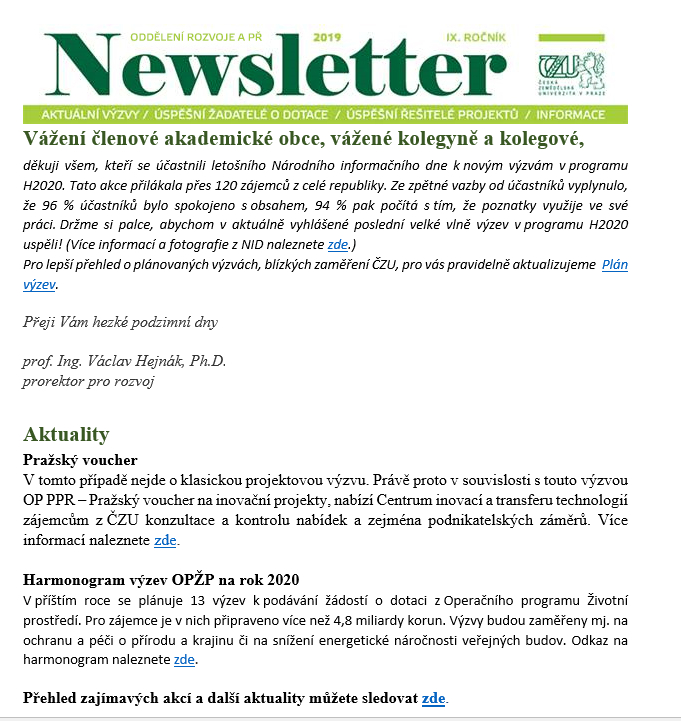 ODDĚLENÍ ROZVOJE A PŘ 2019 IX. ROČNÍK
Newsletter
ČZU
ČESKÁ
ZEMĚDĚLSKÁ
UNIVERZITA V PRAZE
AKTUÁLNÍ VÝZVY / ÚSPĚŠNÍ ŽADATELÉ O DOTACE / ÚSPĚŠNÍ ŘEŠITELÉ PROJEKTŮ / INFORMACE
Vážení členové akademické obce, vážené kolegyně a kolegové,
děkuji všem, kteří se účastnili letošního Národního informačního dne k novým výzvám v programu
H2020. Tato akce přilákala přes 120 zájemců z celé republiky. Ze zpětné vazby od účastníků vyplynulo,
že 96 % účastníků bylo spokojeno s obsahem, 94 % pak počítá s tím, že poznatky využije ve své
práci. Držme si palce, abychom v aktuálně vyhlášené poslední velké vlně výzev v programu H2020
uspěli! (Více informací a fotografie z NID naleznete zde.)
Pro lepší přehled o plánovaných výzvách, blízkých zaměření ČZU, pro vás pravidelně aktualizujeme Plán
výzev.
Přeji Vám hezké podzimní dny
prof. Ing. Václav Hejnák, Ph.D.
prorektor pro rozvoj
Aktuality
Pražský voucher
V tomto případě nejde o klasickou projektovou výzvu. Právě proto v souvislosti s touto výzvou
OP PPR – Pražský voucher na inovační projekty, nabízí Centrum inovací a transferu technologií
zájemcům z ČZU konzultace a kontrolu nabídek a zejména podnikatelských záměrů. Více
informací naleznete zde.
Harmonogram výzev OPŽP na rok 2020
V příštím roce se plánuje 13 výzev k podávání žádostí o dotaci z Operačního programu Životní
prostředí. Pro zájemce je v nich připraveno více než 4,8 miliardy korun. Výzvy budou zaměřeny mj. na
ochranu a péči o přírodu a krajinu či na snížení energetické náročnosti veřejných budov. Odkaz na
harmonogram naleznete zde.
Přehled zajímavých akcí a další aktuality můžete sledovat zde.